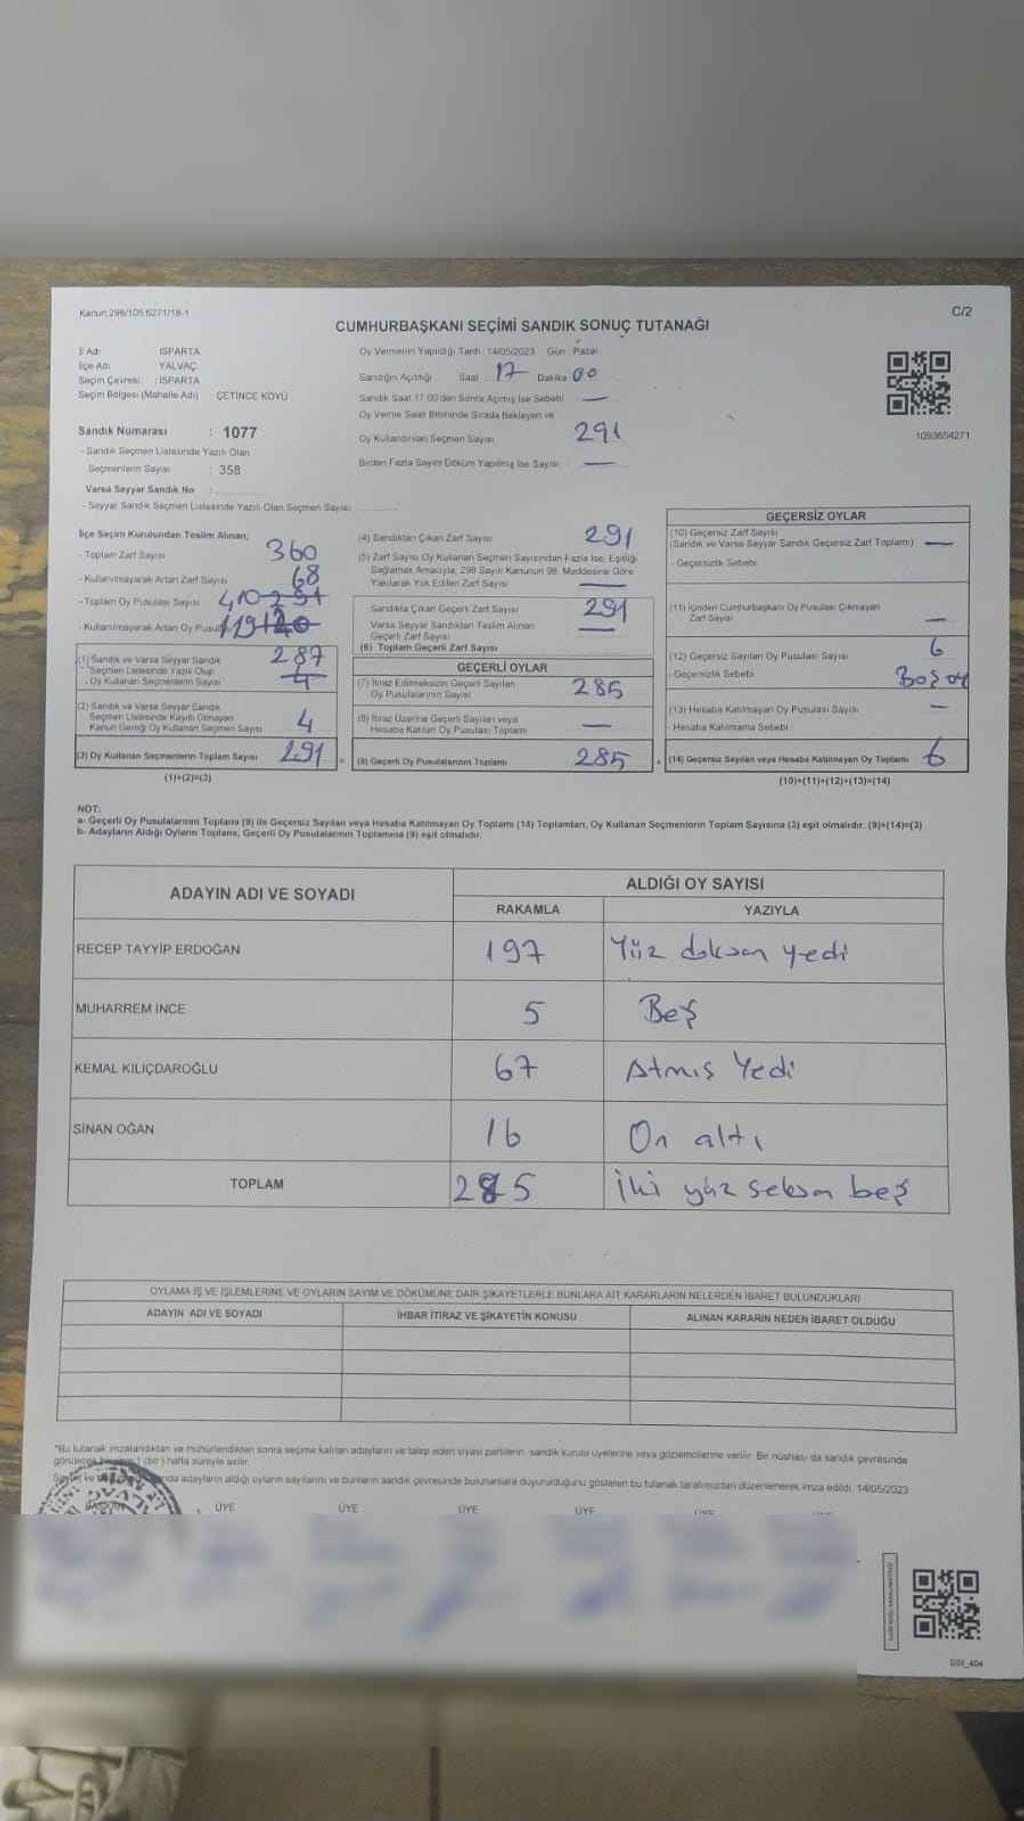 Kanun:298/105,6271/18-1
C/2
CUMHURBAŞKANI SEÇİMİ SANDIK SONUÇ TUTANAĞI
İl Adı ISPARTA
İlçe Adı YALVAÇ
Seçim Çevresi : ISPARTA
Seçim Bölgesi (Mahalle Adı) ÇETİNCE KÖYÜ
Sandık Numarası : 1077
- Sandık Seçmen Listesinde Yazılı Olan
Seçmenlerin Sayısı : 358
Varsa Seyyar Sandık No :
- Seyyar Sandık Seçmen Listesinde Yazılı Olan Seçmen Sayısı
Oy Vermenin Yapıldığı Tarih : 14/05/2023 Gün : Pazar
Sandığın Açıldığı Saat 17 Dakika 00
Sandık Saat 17:00'den Sonra Açılmış İse Sebebi —
Oy Verme Saat Bitiminde Sırada Bekleyen ve
Oy Kullandırılan Seçmen Sayısı 291
Birden Fazla Sayım Döküm Yapılmış İse Sayısı —
1093654271
İlçe Seçim Kurulundan Teslim Alınan;
- Toplam Zarf Sayısı 360
- Kullanılmayarak Artan Zarf Sayısı 68
- Toplam Oy Pusulası Sayısı 410
- Kullanılmayarak Artan Oy Pusulası 119
(1) Sandık ve Varsa Seyyar Sandık 287
Seçmen Listesinde Yazılı Olup
Oy Kullanan Seçmenlerin Sayısı
(2) Sandık ve Varsa Seyyar Sandık
Seçmen Listesinde Kayıtlı Olmayan
Kanun Gereği Oy Kullanan Seçmen Sayısı 4
(3) Oy Kullanan Seçmenlerin Toplam Sayısı 291
(1)+(2)=(3)
(4) Sandıktan Çıkan Zarf Sayısı 291
(5) Zarf Sayısı Oy Kullanan Seçmen Sayısından Fazla İse, Eşitliği
Sağlamak Amacıyla, 298 Sayılı Kanunun 98. Maddesine Göre
Yakılarak Yok Edilen Zarf Sayısı —
Sandıkta Çıkan Geçerli Zarf Sayısı 291
Varsa Seyyar Sandıktan Teslim Alınan
Geçerli Zarf Sayısı —
(6) Toplam Geçerli Zarf Sayısı
GEÇERLİ OYLAR
(7) İtiraz Edilmeksizin Geçerli Sayılan
Oy Pusulalarının Sayısı 285
(8) İtiraz Üzerine Geçerli Sayılan veya
Hesaba Katılan Oy Pusulası Toplamı —
(9) Geçerli Oy Pusulalarının Toplamı 285
GEÇERSİZ OYLAR
(10) Geçersiz Zarf Sayısı
(Sandık ve Varsa Seyyar Sandık Geçersiz Zarf Toplamı) —
- Geçersizlik Sebebi
(11) İçinden Cumhurbaşkanı Oy Pusulası Çıkmayan
Zarf Sayısı —
(12) Geçersiz Sayılan Oy Pusulası Sayısı 6
- Geçersizlik Sebebi Boş oy
(13) Hesaba Katılmayan Oy Pusulası Sayısı —
- Hesaba Katılmama Sebebi
(14) Geçersiz Sayılan veya Hesaba Katılmayan Oy Toplamı 6
(10)+(11)+(12)+(13)=(14)
NOT:
a- Geçerli Oy Pusulalarının Toplamı (9) ile Geçersiz Sayılan veya Hesaba Katılmayan Oy Toplamı (14) Toplamları, Oy Kullanan Seçmenlerin Toplam Sayısına (3) eşit olmalıdır. (9)+(14)=(3)
b- Adayların Aldığı Oyların Toplamı, Geçerli Oy Pusulalarının Toplamına (9) eşit olmalıdır.
ADAYIN ADI VE SOYADI
ALDIĞI OY SAYISI
RAKAMLA YAZIYLA
RECEP TAYYİP ERDOĞAN 197 Yüz doksan yedi
MUHARREM İNCE 5 Beş
KEMAL KILIÇDAROĞLU 67 Atmış Yedi
SİNAN OĞAN 16 On altı
TOPLAM 285 İki yüz seksen beş
OYLAMA İŞ VE İŞLEMLERİNE VE OYLARIN SAYIM VE DÖKÜMÜNE DAİR ŞİKAYETLERLE BUNLARA AİT KARARLARIN NELERDEN İBARET BULUNDUKLARI
ADAYIN ADI VE SOYADI İHBAR İTİRAZ VE ŞİKAYETİN KONUSU ALINAN KARARIN NEDEN İBARET OLDUĞU
"Bu tutanak imzalandıktan ve mühürlendikten sonra seçime katılan adayların ve talep eden siyasi partilerin, sandık kurulu üyelerine veya gözlemcilerine verilir. Bir nüshası da sandık çevresinde
görülecek 1 (bir) hafta süreyle asılır.
adayların aldığı oyların sayılarını ve bunların sandık çevresinde bulunanlara duyurulduğunu gösteren bu tutanak tarafımızdan düzenlenerek imza edildi. 14/05/2023
BAŞKAN ÜYE ÜYE ÜYE ÜYE ÜYE